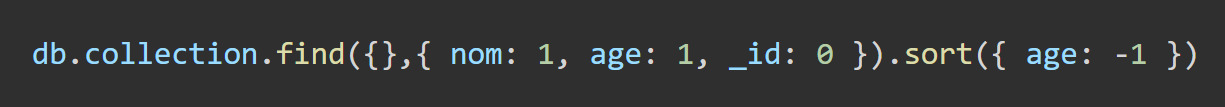 db.collection.find({},{ nom: 1, age: 1, _id: 0 }).sort({ age: -1 })